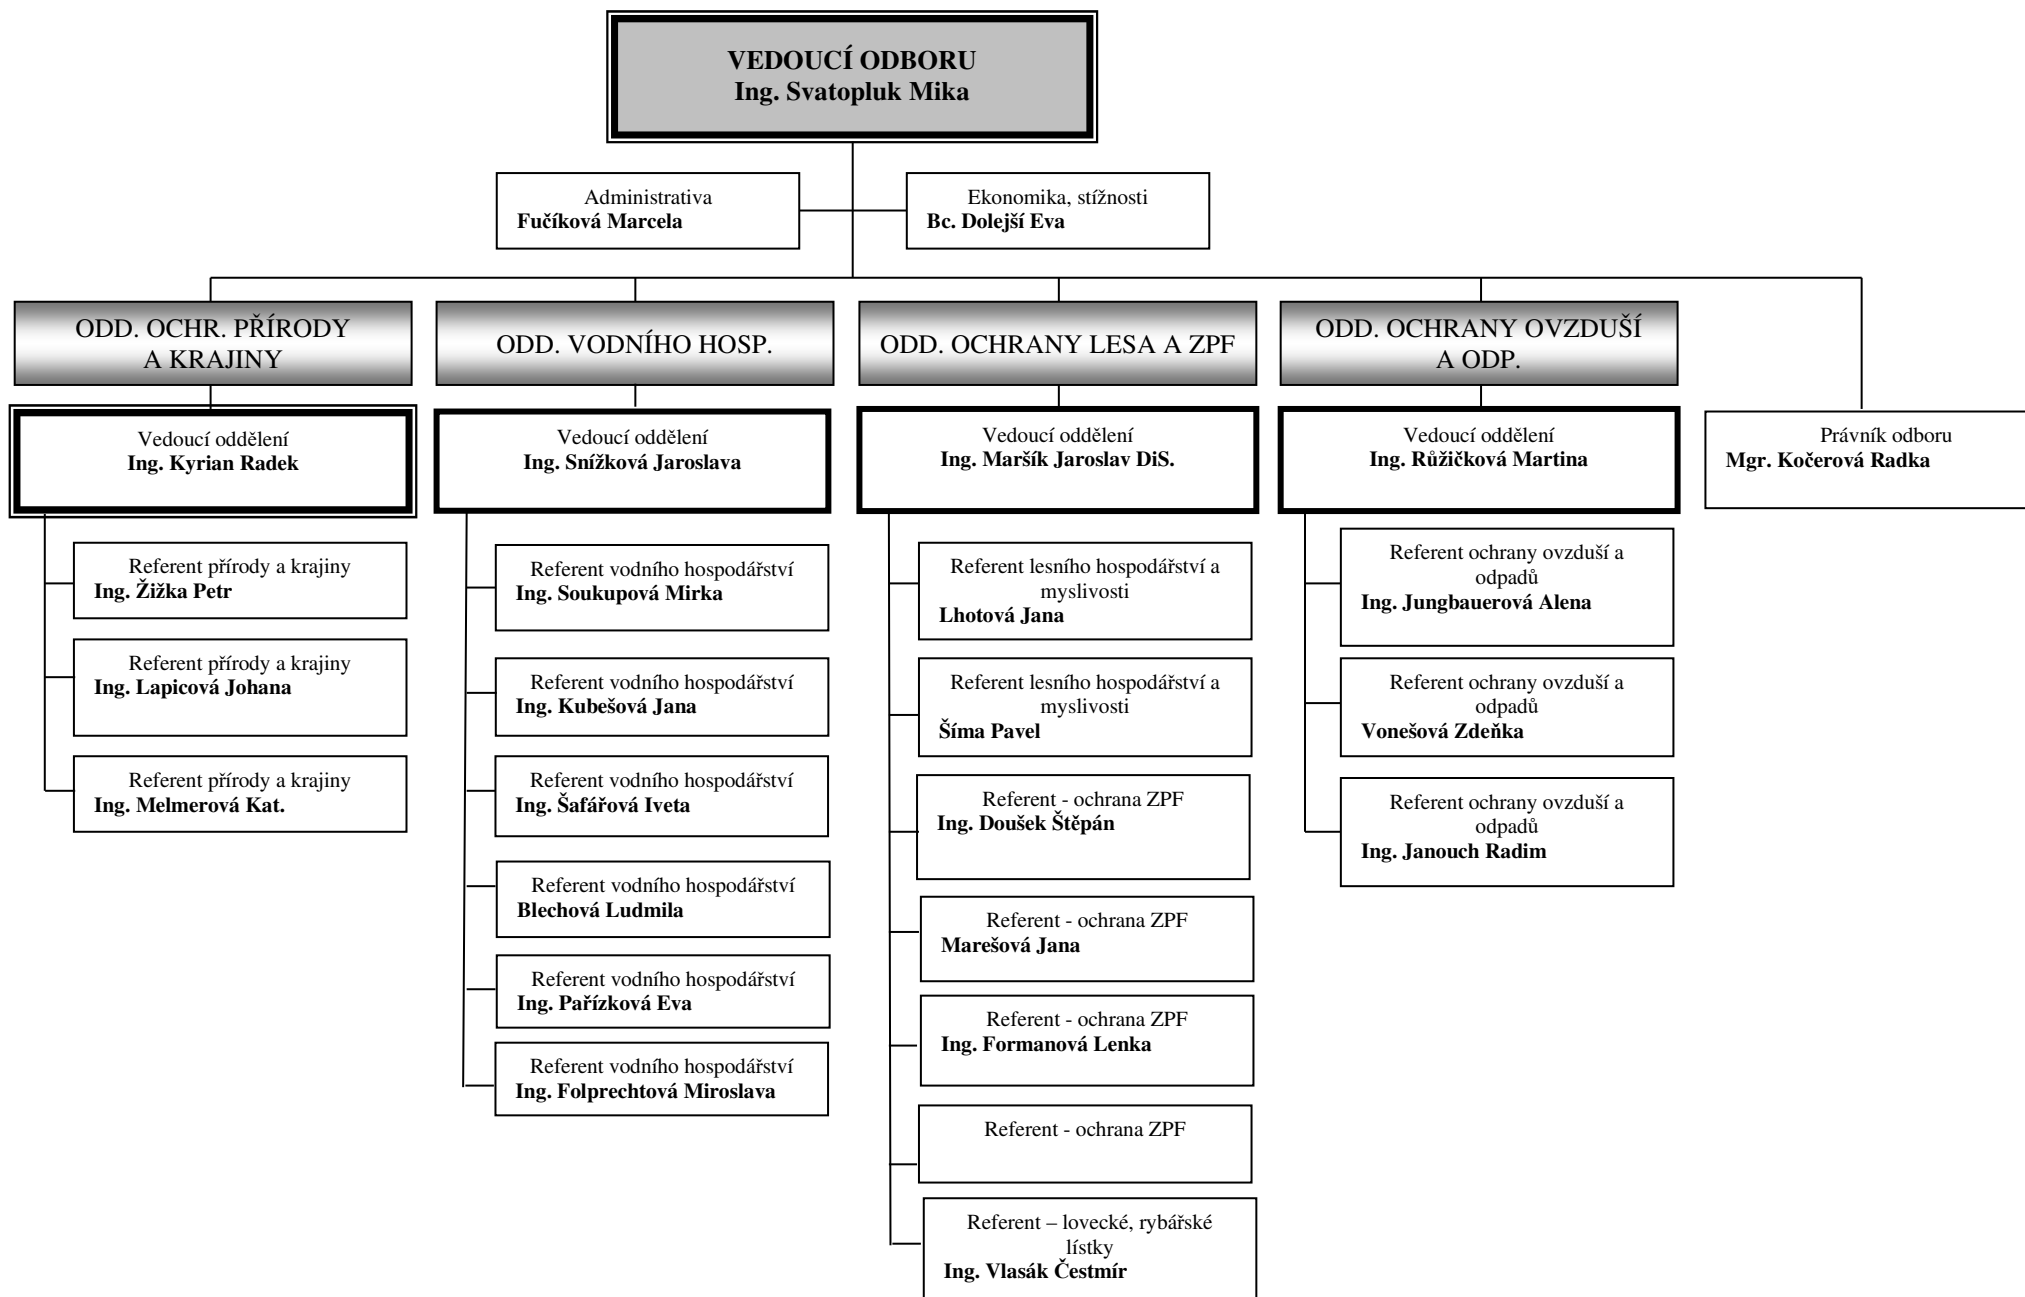 VEDOUCÍ ODBORU
Ing. Svatopluk Mika
Administrativa
Fučíková Marcela
Ekonomika, stížnosti
Bc. Dolejší Eva
ODD. OCHR. PŘÍRODY
A KRAJINY
ODD. VODNÍHO HOSP.
ODD. OCHRANY LESA A ZPF
ODD. OCHRANY OVZDUŠÍ
A ODP.
Vedoucí oddělení
Ing. Kyrian Radek
Vedoucí oddělení
Ing. Snížková Jaroslava
Vedoucí oddělení
Ing. Maršík Jaroslav DiS.
Vedoucí oddělení
Ing. Růžičková Martina
Právník odboru
Mgr. Kočerová Radka
Referent přírody a krajiny
Ing. Žižka Petr
Referent přírody a krajiny
Ing. Lapicová Johana
Referent přírody a krajiny
Ing. Melmerová Kat.
Referent vodního hospodářství
Ing. Soukupová Mirka
Referent vodního hospodářství
Ing. Kubešová Jana
Referent vodního hospodářství
Ing. Šafářová Iveta
Referent vodního hospodářství
Blechová Ludmila
Referent vodního hospodářství
Ing. Pařízková Eva
Referent vodního hospodářství
Ing. Folprechtová Miroslava
Referent lesního hospodářství a
myslivosti
Lhotová Jana
Referent lesního hospodářství a
myslivosti
Šíma Pavel
Referent - ochrana ZPF
Ing. Doušek Štěpán
Referent - ochrana ZPF
Marešová Jana
Referent - ochrana ZPF
Ing. Formanová Lenka
Referent - ochrana ZPF
Referent – lovecké, rybářské
lístky
Ing. Vlasák Čestmír
Referent ochrany ovzduší a
odpadů
Ing. Jungbauerová Alena
Referent ochrany ovzduší a
odpadů
Vonešová Zdeňka
Referent ochrany ovzduší a
odpadů
Ing. Janouch Radim